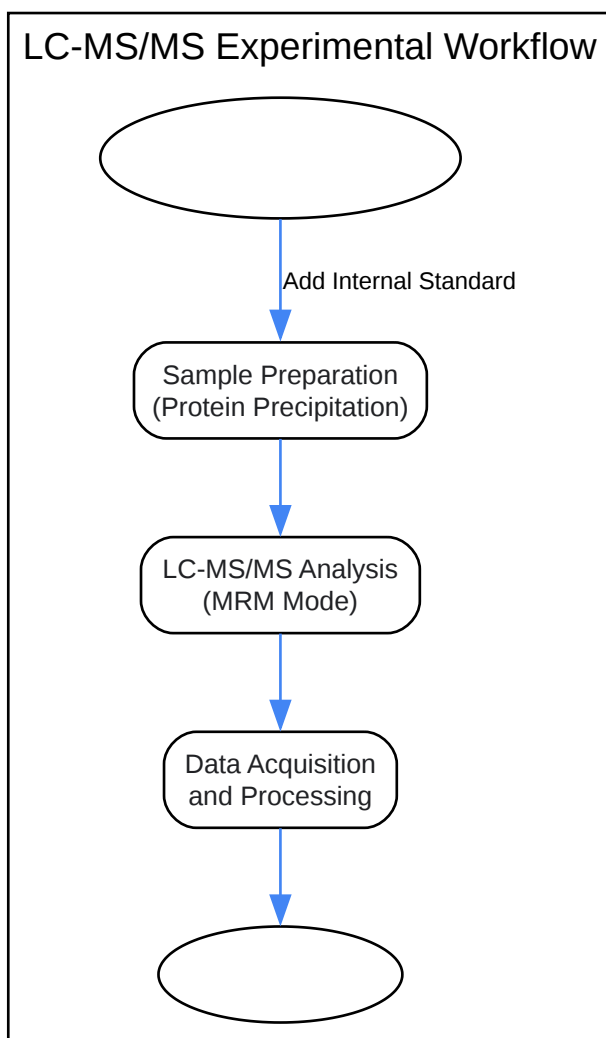 LC-MS/MS Experimental Workflow
Add Internal Standard
Sample Preparation
(Protein Precipitation)
LC-MS/MS Analysis
(MRM Mode)
Data Acquisition
and Processing